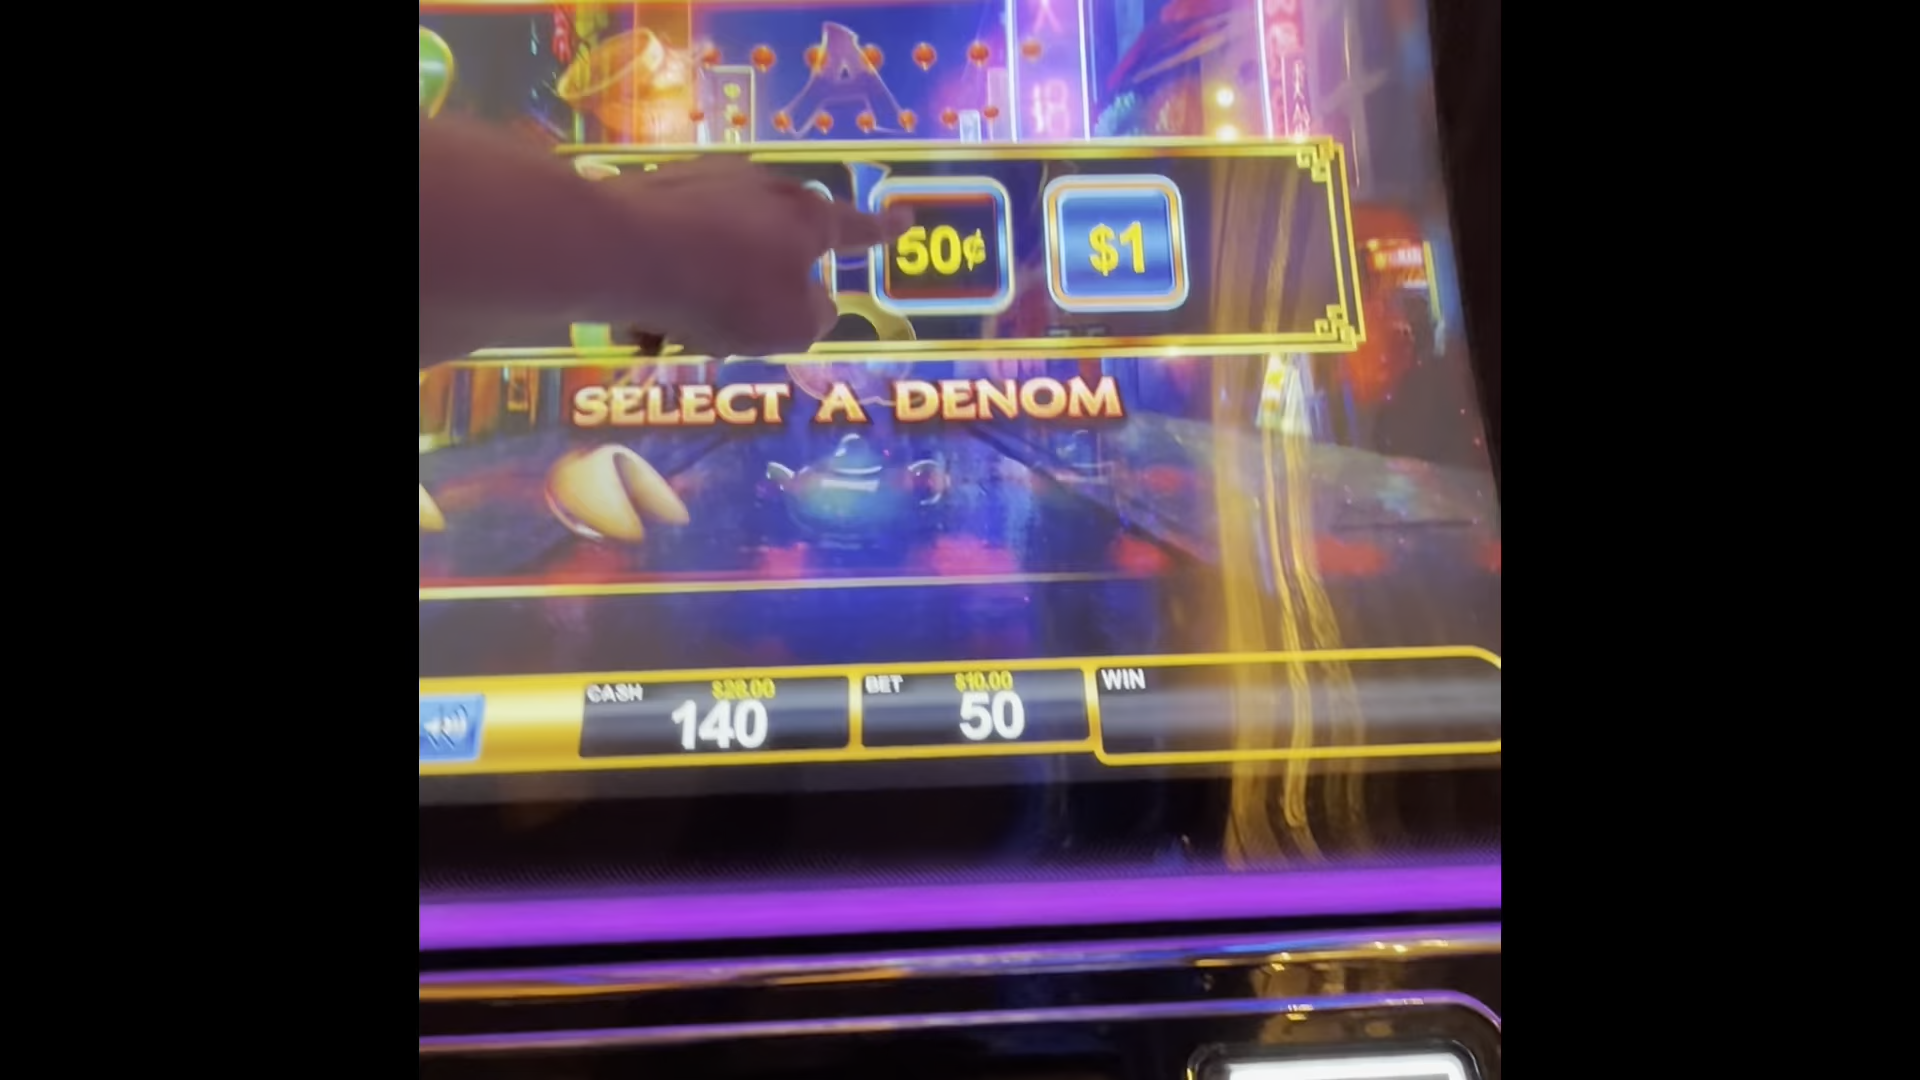 A
50¢ $1
SELECT A DENOM
CASH $28.00
140
BET $10.00
50
WIN